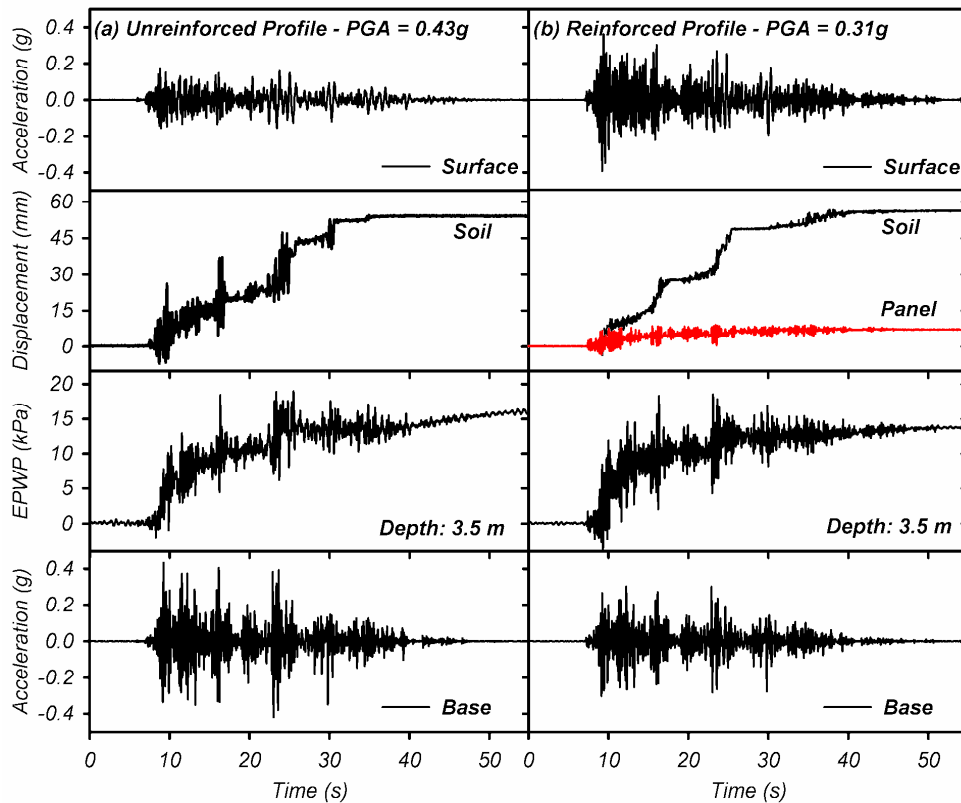 (a) Unreinforced Profile - PGA = 0.43g
(b) Reinforced Profile - PGA = 0.31g
Acceleration (g)
0.4
0.2
0.0
-0.2
-0.4
Surface
Surface
Displacement (mm)
60
45
30
15
0
Soil
Soil
Panel
EPWP (kPa)
20
15
10
5
0
Depth: 3.5 m
Depth: 3.5 m
Acceleration (g)
0.4
0.2
0.0
-0.2
-0.4
Base
Base
0 10 20 30 40 50 0 10 20 30 40 50
Time (s) Time (s)